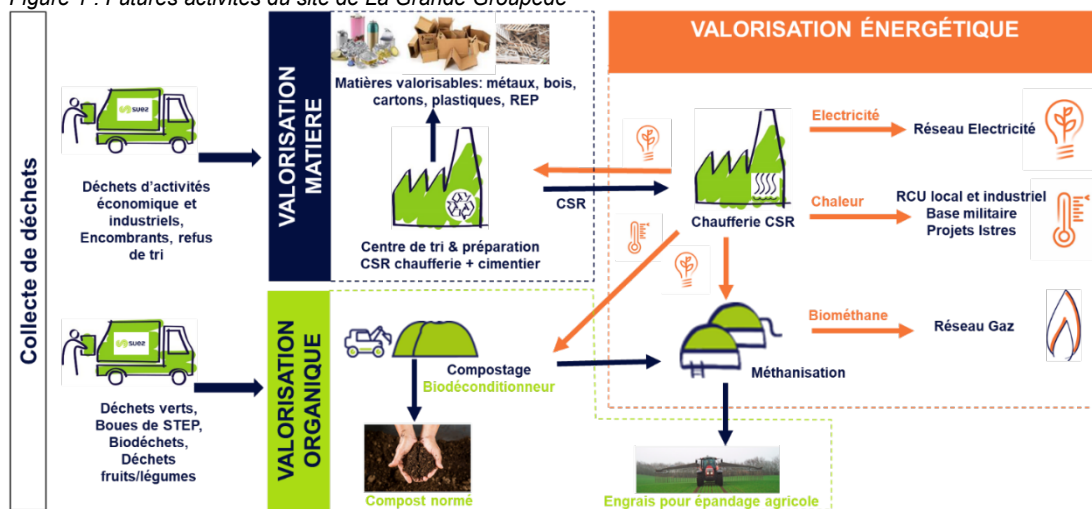 Figure 1 : Futures activités du site de La Grande Groupède
Collecte de déchets
suez
Déchets d'activités
économique et
industriels,
Encombrants, refus
de tri
suez
Déchets verts,
Boues de STEP,
Biodéchets,
Déchets
fruits/légumes
VALORISATION
MATIERE
Matières valorisables: métaux, bois,
cartons, plastiques, REP
Centre de tri & préparation
CSR chaufferie + cimentier
CSR
VALORISATION
ORGANIQUE
Compostage
Biodéconditionneur
Compost normé
VALORISATION ÉNERGÉTIQUE
Chaufferie CSR
Electricité
Réseau Electricité
Chaleur
RCU local et industriel
Base militaire
Projets Istres
Méthanisation
Biométhane
Réseau Gaz
Engrais pour épandage agricole